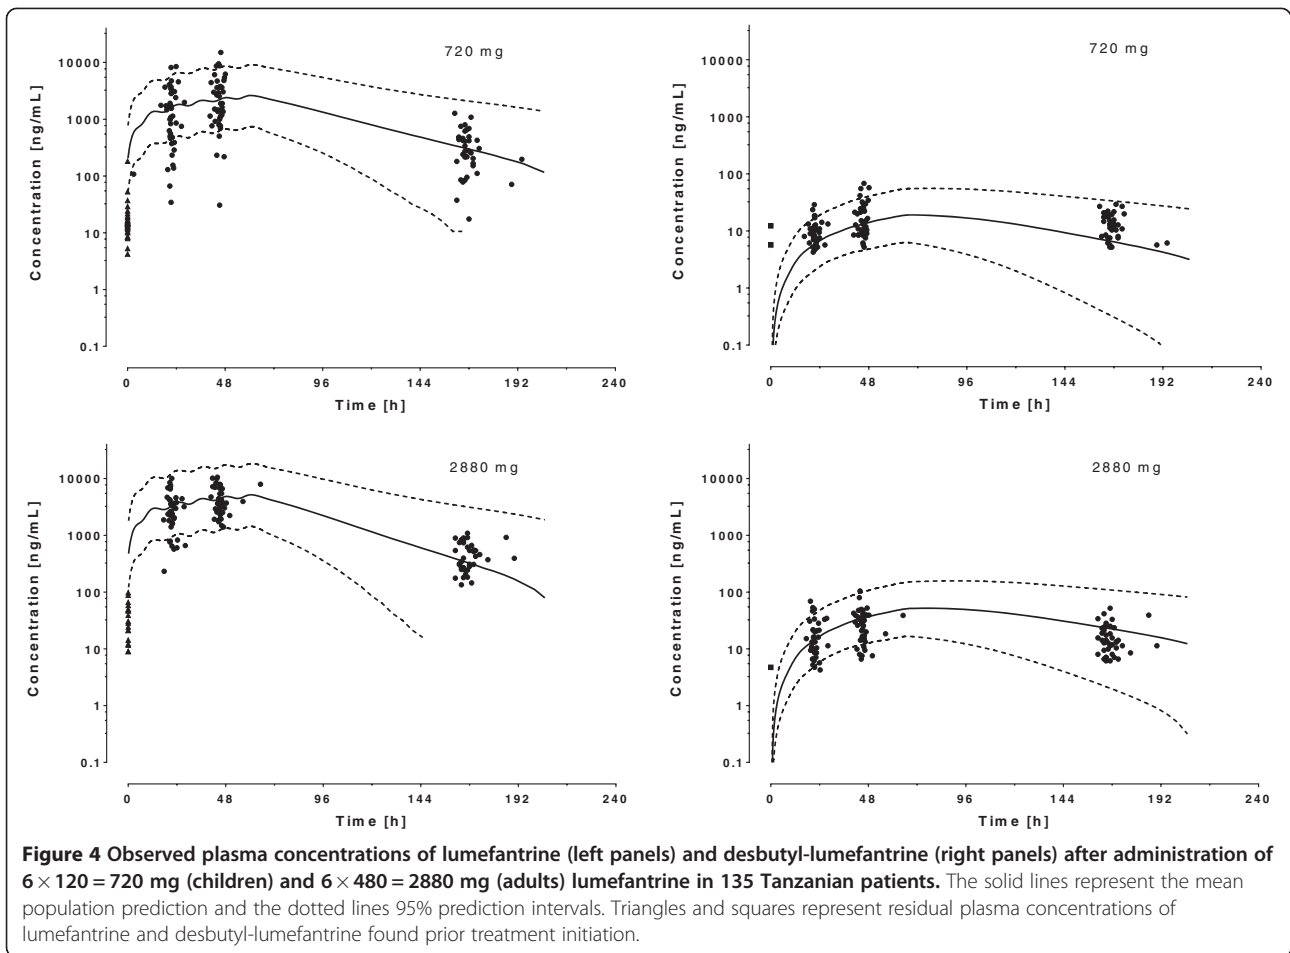 720 mg
10000
1000
100
10
1
0.1
Concentration [ng/mL]
0 48 96 144 192 240
Time [h]
720 mg
10000
1000
100
10
1
0.1
Concentration [ng/mL]
0 48 96 144 192 240
Time [h]
2880 mg
10000
1000
100
10
1
0.1
Concentration [ng/mL]
0 48 96 144 192 240
Time [h]
2880 mg
10000
1000
100
10
1
0.1
Concentration [ng/mL]
0 48 96 144 192 240
Time [h]
Figure 4 Observed plasma concentrations of lumefantrine (left panels) and desbutyl-lumefantrine (right panels) after administration of
6 × 120 = 720 mg (children) and 6 × 480 = 2880 mg (adults) lumefantrine in 135 Tanzanian patients. The solid lines represent the mean
population prediction and the dotted lines 95% prediction intervals. Triangles and squares represent residual plasma concentrations of
lumefantrine and desbutyl-lumefantrine found prior treatment initiation.